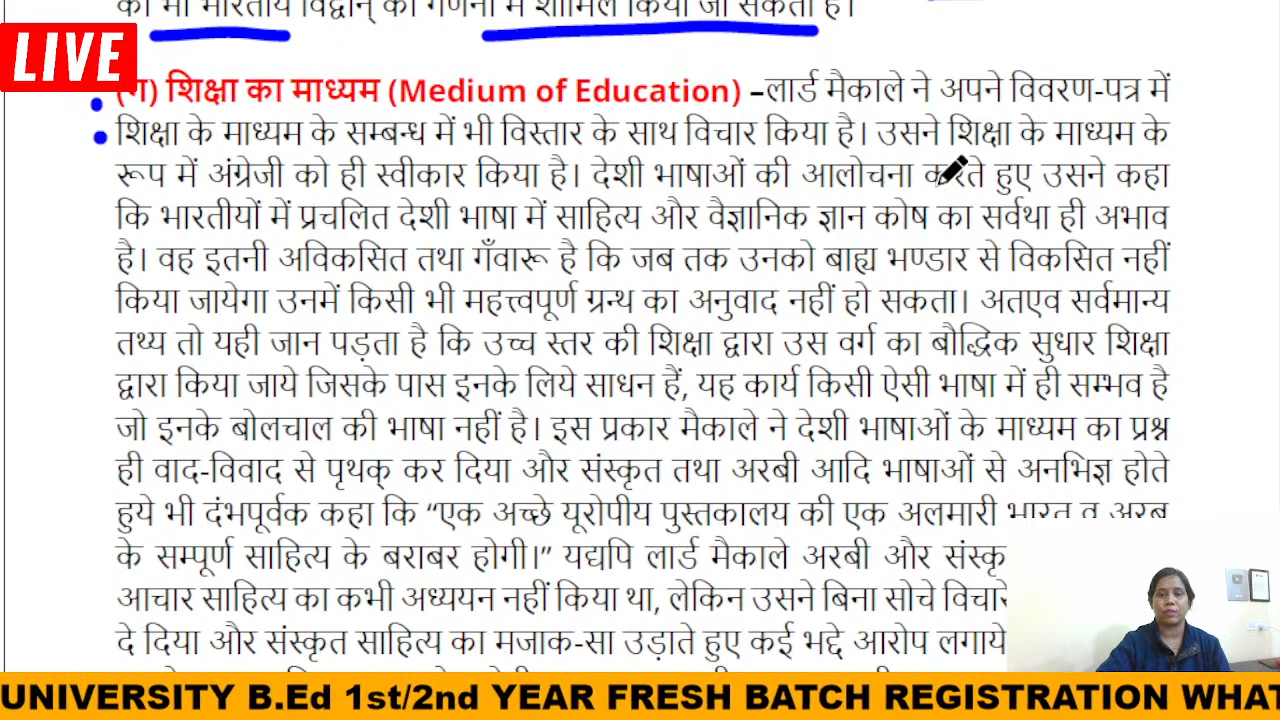 को भी भारतीय विद्वान् की गणना में शामिल किया जा सकता है।
LIVE
शिक्षा का माध्यम (Medium of Education) –लार्ड मैकाले ने अपने विवरण-पत्र में
शिक्षा के माध्यम के सम्बन्ध में भी विस्तार के साथ विचार किया है। उसने शिक्षा के माध्यम के
रूप में अंग्रेजी को ही स्वीकार किया है। देशी भाषाओं की आलोचना करते हुए उसने कहा
कि भारतीयों में प्रचलित देशी भाषा में साहित्य और वैज्ञानिक ज्ञान कोष का सर्वथा ही अभाव
है। वह इतनी अविकसित तथा गँवारू है कि जब तक उनको बाह्य भण्डार से विकसित नहीं
किया जायेगा उनमें किसी भी महत्त्वपूर्ण ग्रन्थ का अनुवाद नहीं हो सकता। अतएव सर्वमान्य
तथ्य तो यही जान पड़ता है कि उच्च स्तर की शिक्षा द्वारा उस वर्ग का बौद्धिक सुधार शिक्षा
द्वारा किया जाये जिसके पास इनके लिये साधन हैं, यह कार्य किसी ऐसी भाषा में ही सम्भव है
जो इनके बोलचाल की भाषा नहीं है। इस प्रकार मैकाले ने देशी भाषाओं के माध्यम का प्रश्न
ही वाद-विवाद से पृथक् कर दिया और संस्कृत तथा अरबी आदि भाषाओं से अनभिज्ञ होते
हुये भी दंभपूर्वक कहा कि “एक अच्छे यूरोपीय पुस्तकालय की एक अलमारी भारत व अरब
के सम्पूर्ण साहित्य के बराबर होगी।” यद्यपि लार्ड मैकाले अरबी और
आचार साहित्य का कभी अध्ययन नहीं किया था, लेकिन उसने बिना सोचे विचारे
दे दिया और संस्कृत साहित्य का मजाक-सा उड़ाते हुए कई भद्दे आरोप लगाये
UNIVERSITY B.Ed 1st/2nd YEAR FRESH BATCH REGISTRATION